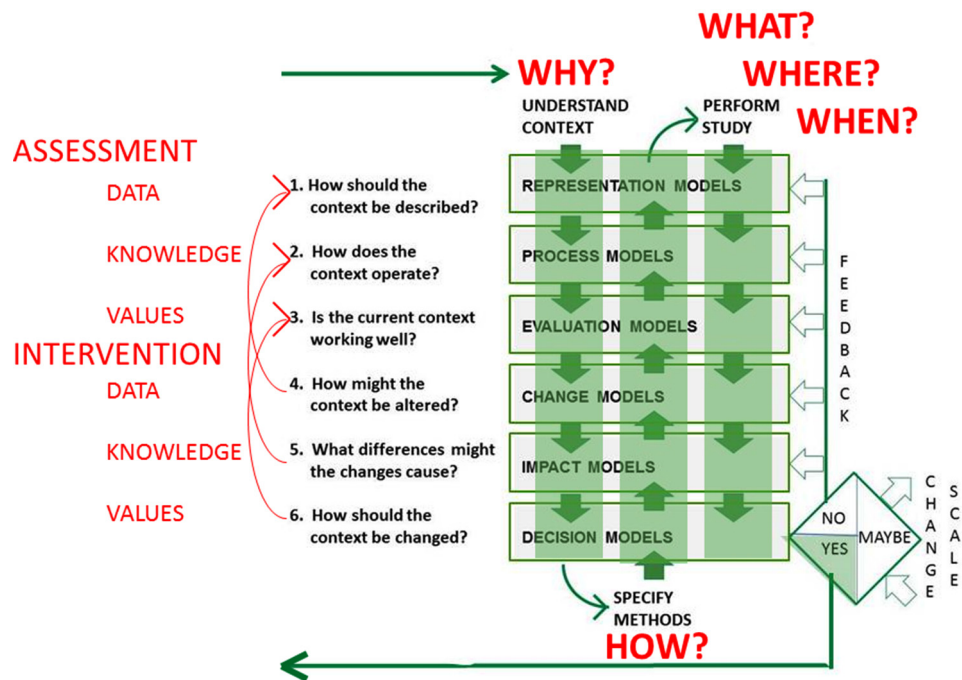 WHAT?
WHY?
WHERE?
UNDERSTAND
CONTEXT
PERFORM
STUDY
WHEN?
ASSESSMENT
DATA
1. How should the
context be described?
REPRESENTATION MODELS
KNOWLEDGE
2. How does the
context operate?
PROCESS MODELS
VALUES
3. Is the current context
working well?
EVALUATION MODELS
INTERVENTION
DATA
4. How might the
context be altered?
CHANGE MODELS
KNOWLEDGE
5. What differences might
the changes cause?
IMPACT MODELS
VALUES
6. How should the
context be changed?
DECISION MODELS
FEEDBACK
NO
YES
MAYBE
CHANGE
SCALE
SPECIFY
METHODS
HOW?